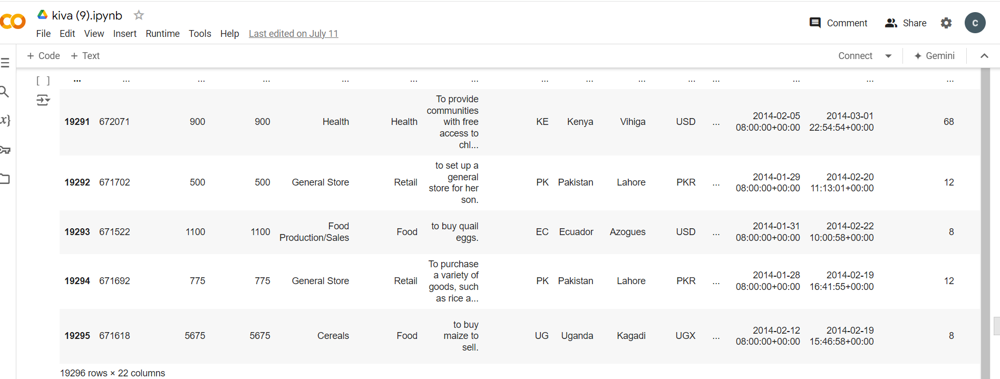 kiva (9).ipynb
Comment Share C
File Edit View Insert Runtime Tools Help Last edited on July 11
+ Code + Text Connect Gemini
[ ] ... ... ... ... ... ... ... ... ... ... ... ... ... ... ...
To provide
communities
with free
access to
chl...
19291 672071 900 900 Health Health KE Kenya Vihiga USD ... 2014-02-05 08:00:00+00:00 2014-03-01 22:54:54+00:00 68
to set up a
general
store for her
son.
19292 671702 500 500 General Store Retail PK Pakistan Lahore PKR ... 2014-01-29 08:00:00+00:00 2014-02-20 11:13:01+00:00 12
19293 671522 1100 1100 Food Production/Sales Food to buy quail eggs. EC Ecuador Azogues USD ... 2014-01-31 08:00:00+00:00 2014-02-22 10:00:58+00:00 8
To purchase
a variety of
goods, such
as rice a...
19294 671692 775 775 General Store Retail PK Pakistan Lahore PKR ... 2014-01-28 08:00:00+00:00 2014-02-19 16:41:55+00:00 12
to buy
maize to
sell.
19295 671618 5675 5675 Cereals Food UG Uganda Kagadi UGX ... 2014-02-12 08:00:00+00:00 2014-02-19 15:46:58+00:00 8
19296 rows × 22 columns